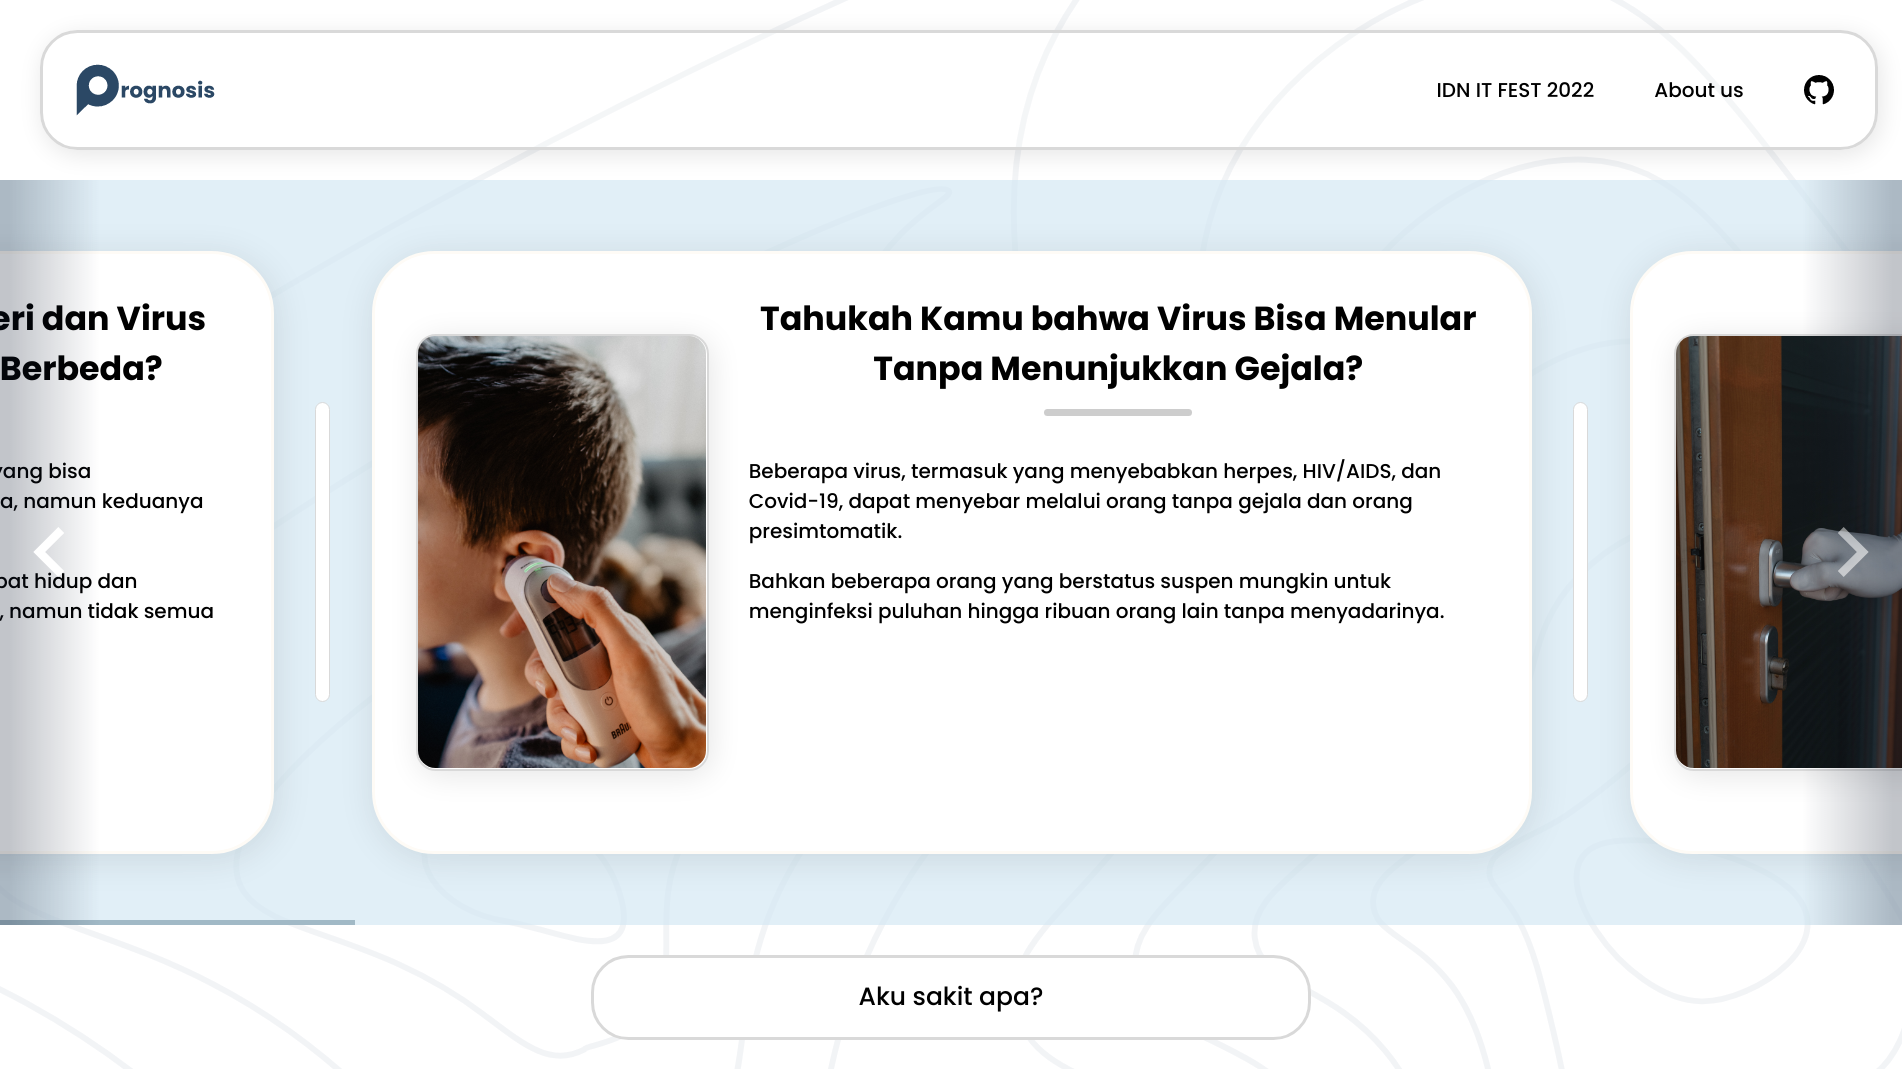 Prognosis
IDN IT FEST 2022
About us
eri dan Virus
Berbeda?
yang bisa
a, namun keduanya
pat hidup dan
, namun tidak semua
Tahukah Kamu bahwa Virus Bisa Menular
Tanpa Menunjukkan Gejala?
Beberapa virus, termasuk yang menyebabkan herpes, HIV/AIDS, dan
Covid-19, dapat menyebar melalui orang tanpa gejala dan orang
presimtomatik.
Bahkan beberapa orang yang berstatus suspen mungkin untuk
menginfeksi puluhan hingga ribuan orang lain tanpa menyadarinya.
BRAUN
Aku sakit apa?